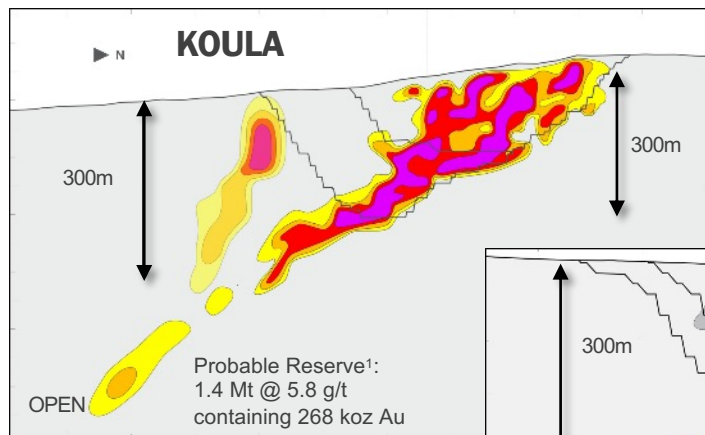 KOULA
N
300m
300m
300m
OPEN
Probable Reserve¹:
1.4 Mt @ 5.8 g/t
containing 268 koz Au